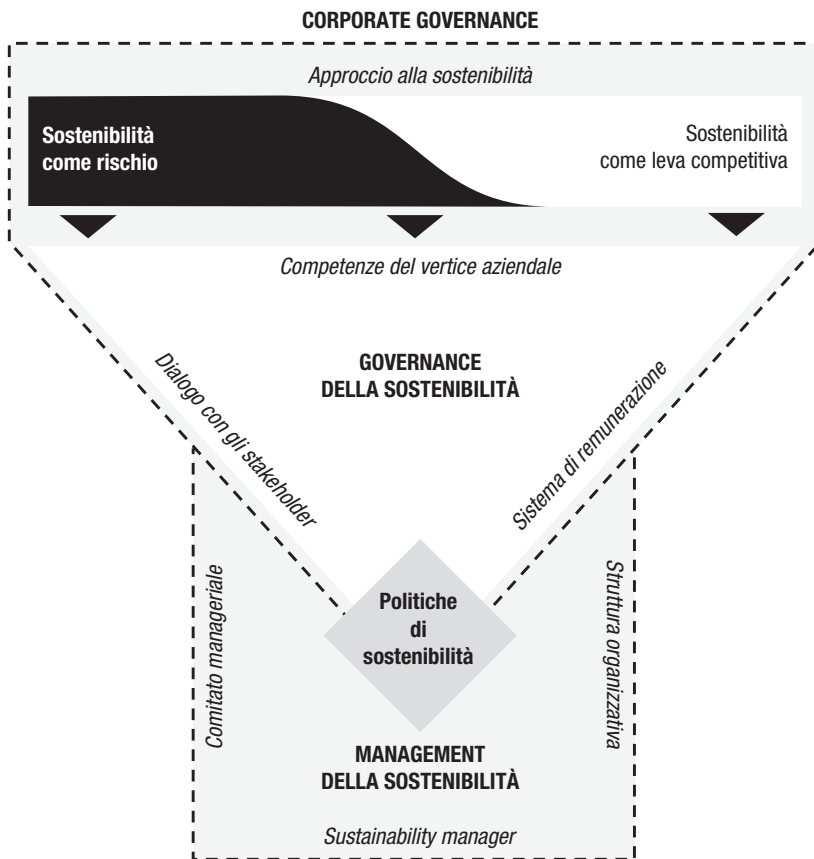 CORPORATE GOVERNANCE
Approccio alla sostenibilità
Sostenibilità
come rischio
Sostenibilità
come leva competitiva
Competenze del vertice aziendale
GOVERNANCE
DELLA SOSTENIBILITÀ
Dialogo con gli stakeholder
Sistema di remunerazione
Comitato manageriale
Politiche
di
sostenibilità
Struttura organizzativa
MANAGEMENT
DELLA SOSTENIBILITÀ
Sustainability manager